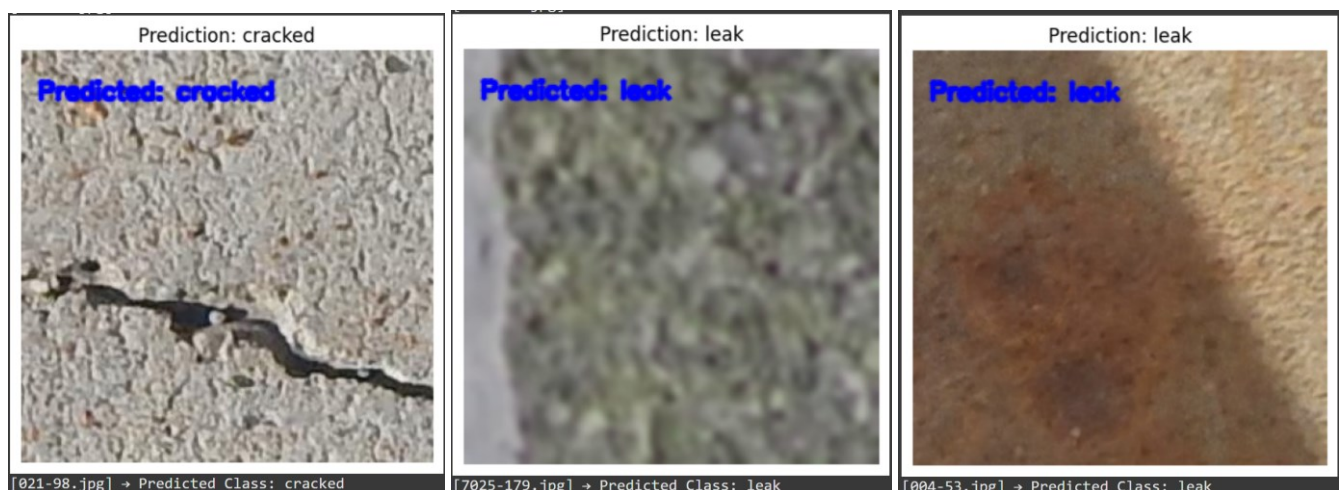 Prediction: cracked
Predicted: cracked
[021-98.jpg] → Predicted Class: cracked
Prediction: leak
Predicted: leak
[7025-179.jpg] → Predicted Class: leak
Prediction: leak
Predicted: leak
[004-53.jpg] → Predicted Class: leak